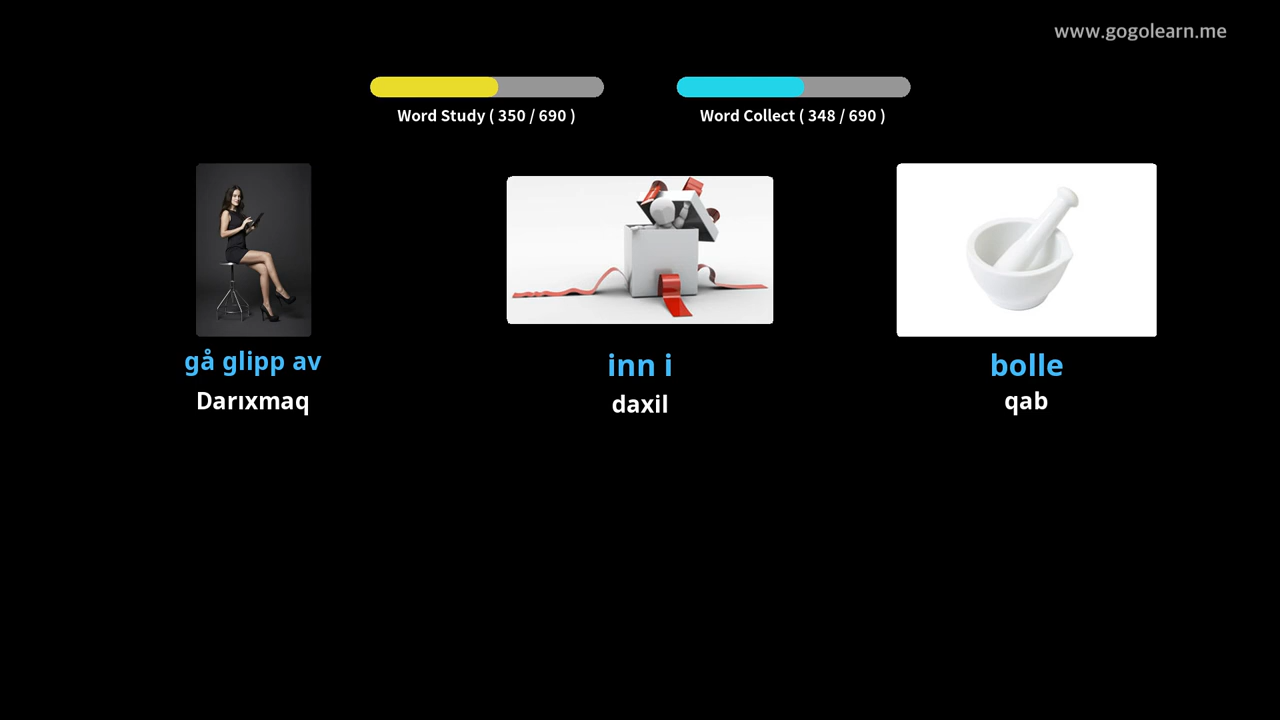 www.gogolearn.me
Word Study ( 350 / 690 )
Word Collect ( 348 / 690 )
gå glipp av
Darıxmaq
inn i
daxil
bolle
qab